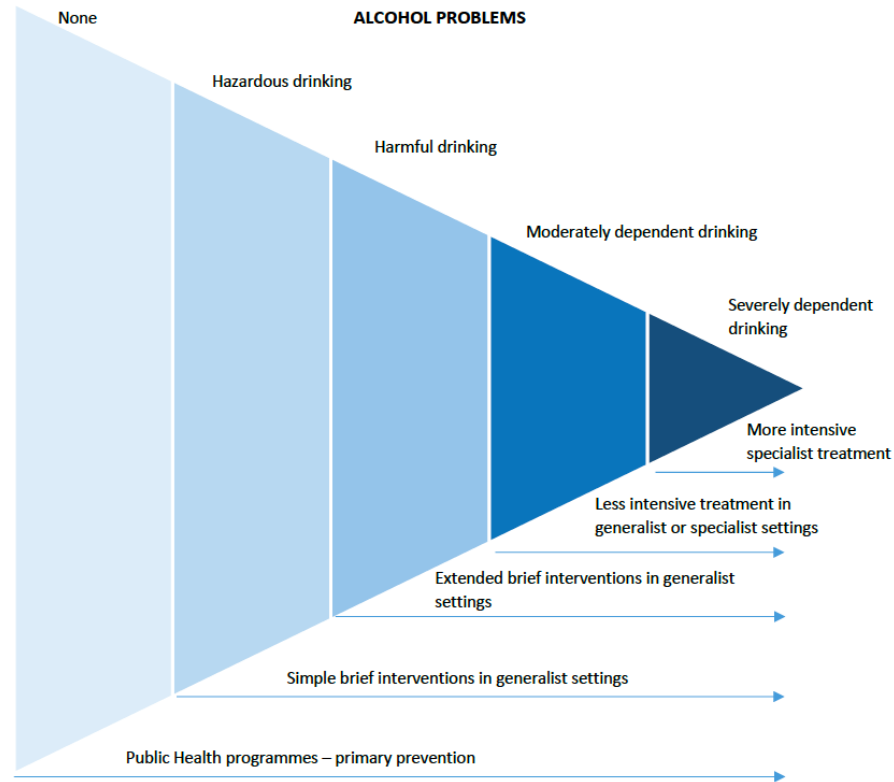 None
ALCOHOL PROBLEMS
Hazardous drinking
Harmful drinking
Moderately dependent drinking
Severely dependent
drinking
More intensive
specialist treatment
Less intensive treatment in
generalist or specialist settings
Extended brief interventions in generalist
settings
Simple brief interventions in generalist settings
Public Health programmes – primary prevention